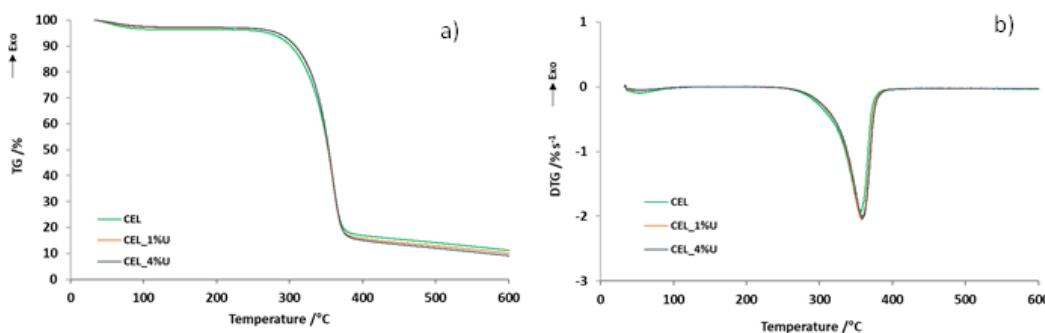 a)
→ Exo
TG /%
100
90
80
70
60
50
40
30
20
10
0
CEL
CEL_1%U
CEL_4%U
0 100 200 300 400 500 600
Temperature /°C
b)
→ Exo
DTG /% s⁻¹
1
0
-1
-2
-3
CEL
CEL_1%U
CEL_4%U
0 100 200 300 400 500 600
Temperature /°C